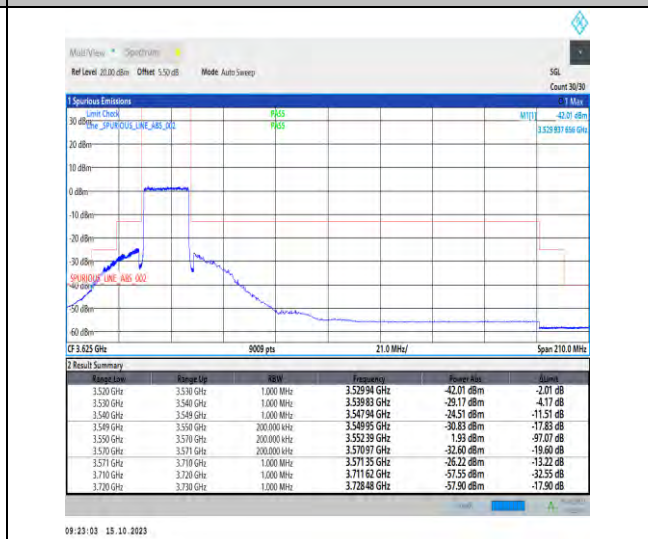 MultiView Spectrum
Ref Level 20.00 dBm Offset 5.50 dB Mode Auto Sweep SGL
Count 30/30
1 Spurious Emissions 1 Max
Limit Check PASS M1[1] -42.01 dBm
30 dBm Line _SPURIOUS_LINE_ABS_002 PASS 3.529 937 656 GHz
20 dBm
10 dBm
0 dBm
-10 dBm
-20 dBm
-30 dBm
SPURIOUS_LINE_ABS_002
-40 dBm
-50 dBm
-60 dBm
CF 3.625 GHz 9009 pts 21.0 MHz/ Span 210.0 MHz
2 Result Summary
Range Low Range Up RBW Frequency Power Abs ΔLimit
3.520 GHz 3.530 GHz 1.000 MHz 3.52994 GHz -42.01 dBm -2.01 dB
3.530 GHz 3.540 GHz 1.000 MHz 3.53983 GHz -29.17 dBm -4.17 dB
3.540 GHz 3.549 GHz 1.000 MHz 3.54794 GHz -24.51 dBm -11.51 dB
3.549 GHz 3.550 GHz 200.000 kHz 3.54995 GHz -30.83 dBm -17.83 dB
3.550 GHz 3.570 GHz 200.000 kHz 3.55239 GHz 1.93 dBm -97.07 dB
3.570 GHz 3.571 GHz 200.000 kHz 3.57097 GHz -32.60 dBm -19.60 dB
3.571 GHz 3.710 GHz 1.000 MHz 3.57135 GHz -26.22 dBm -13.22 dB
3.710 GHz 3.720 GHz 1.000 MHz 3.71162 GHz -57.55 dBm -32.55 dB
3.720 GHz 3.730 GHz 1.000 MHz 3.72848 GHz -57.90 dBm -17.90 dB
09:23:03 15.10.2023